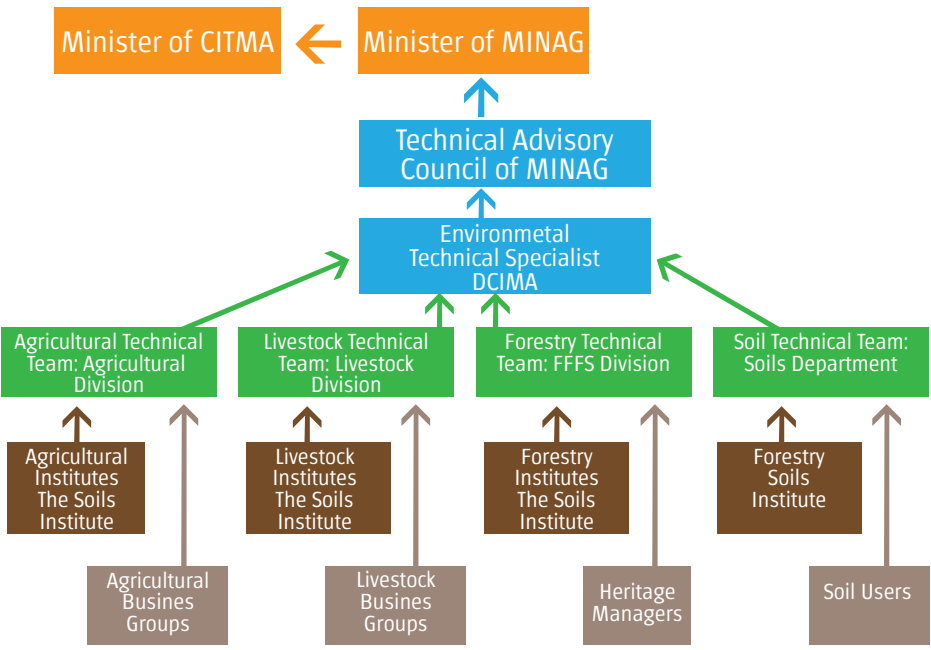 Minister of CITMA
Minister of MINAG
Technical Advisory
Council of MINAG
Environmetal
Technical Specialist
DCIMA
Agricultural Technical
Team: Agricultural
Division
Livestock Technical
Team: Livestock
Division
Forestry Technical
Team: FFFS Division
Soil Technical Team:
Soils Department
Agricultural
Institutes
The Soils
Institute
Livestock
Institutes
The Soils
Institute
Forestry
Institutes
The Soils
Institute
Forestry
Soils
Institute
Agricultural
Busines
Groups
Livestock
Busines
Groups
Heritage
Managers
Soil Users